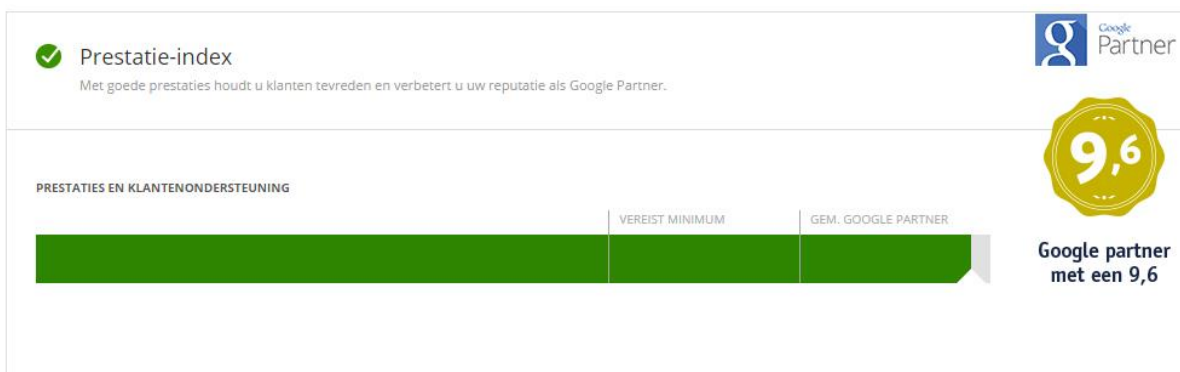 Prestatie-index
Met goede prestaties houdt u klanten tevreden en verbetert u uw reputatie als Google Partner.
g
Google
Partner
9,6
Google partner
met een 9,6
PRESTATIES EN KLANTENONDERSTEUNING
VEREIST MINIMUM
GEM. GOOGLE PARTNER